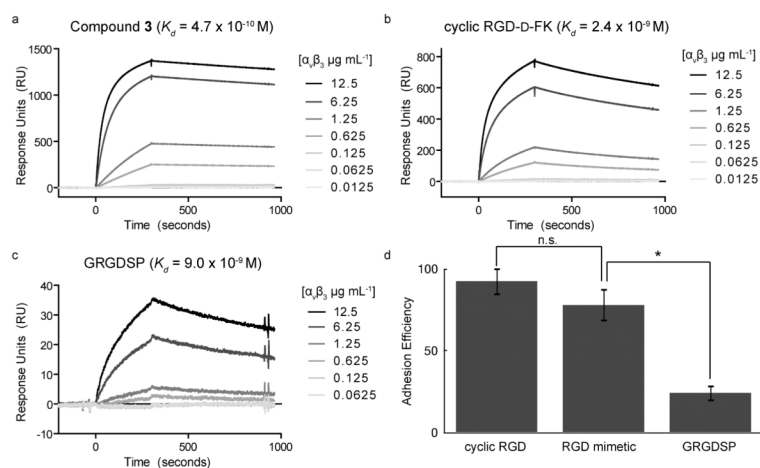 a
Compound 3 (Kd = 4.7 x 10-10 M)
1500
1000
500
0
Response Units (RU)
0 500 1000
Time (seconds)
[αvβ3 µg mL-1]
12.5
6.25
1.25
0.625
0.125
0.0625
0.0125
b
cyclic RGD-D-FK (Kd = 2.4 x 10-9 M)
800
600
400
200
0
Response Units (RU)
0 500 1000
Time (seconds)
[αvβ3 µg mL-1]
12.5
6.25
1.25
0.625
0.125
0.0625
0.0125
c
GRGDSP (Kd = 9.0 x 10-9 M)
40
30
20
10
0
-10
Response Units (RU)
0 500 1000
Time (seconds)
[αvβ3 µg mL-1]
12.5
6.25
1.25
0.625
0.125
0.0625
d
n.s.
*
100
50
0
Adhesion Efficiency
cyclic RGD RGD mimetic GRGDSP